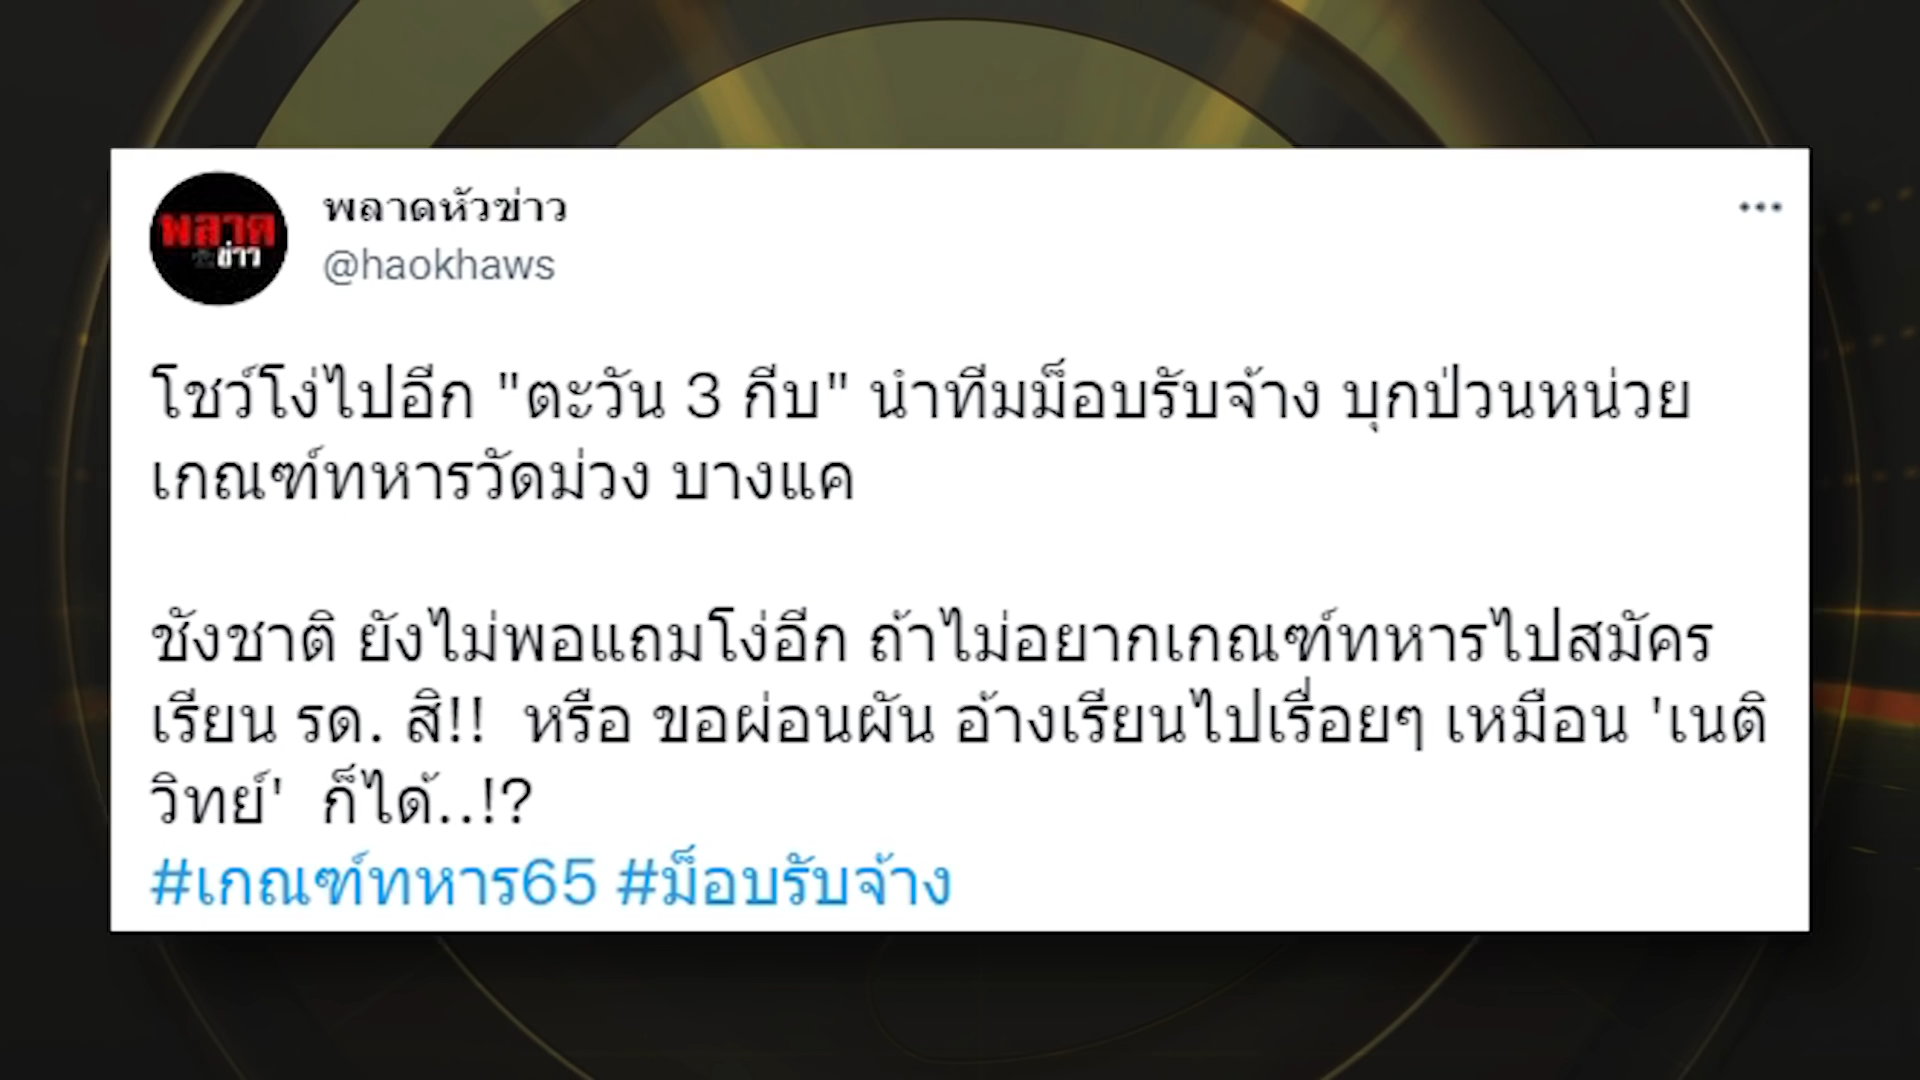 พลาด
ข่าว
พลาดหัวข่าว
@haokhaws
โชว์โง่ไปอีก "ตะวัน 3 กีบ" นำทีมม็อบรับจ้าง บุกป่วนหน่วย
เกณฑ์ทหารวัดม่วง บางแค
ชังชาติ ยังไม่พอแถมโง่อีก ถ้าไม่อยากเกณฑ์ทหารไปสมัคร
เรียน รด. สิ!!  หรือ ขอผ่อนผัน อ้างเรียนไปเรื่อยๆ เหมือน 'เนติ
วิทย์'  ก็ได้..!?
#เกณฑ์ทหาร65 #ม็อบรับจ้าง